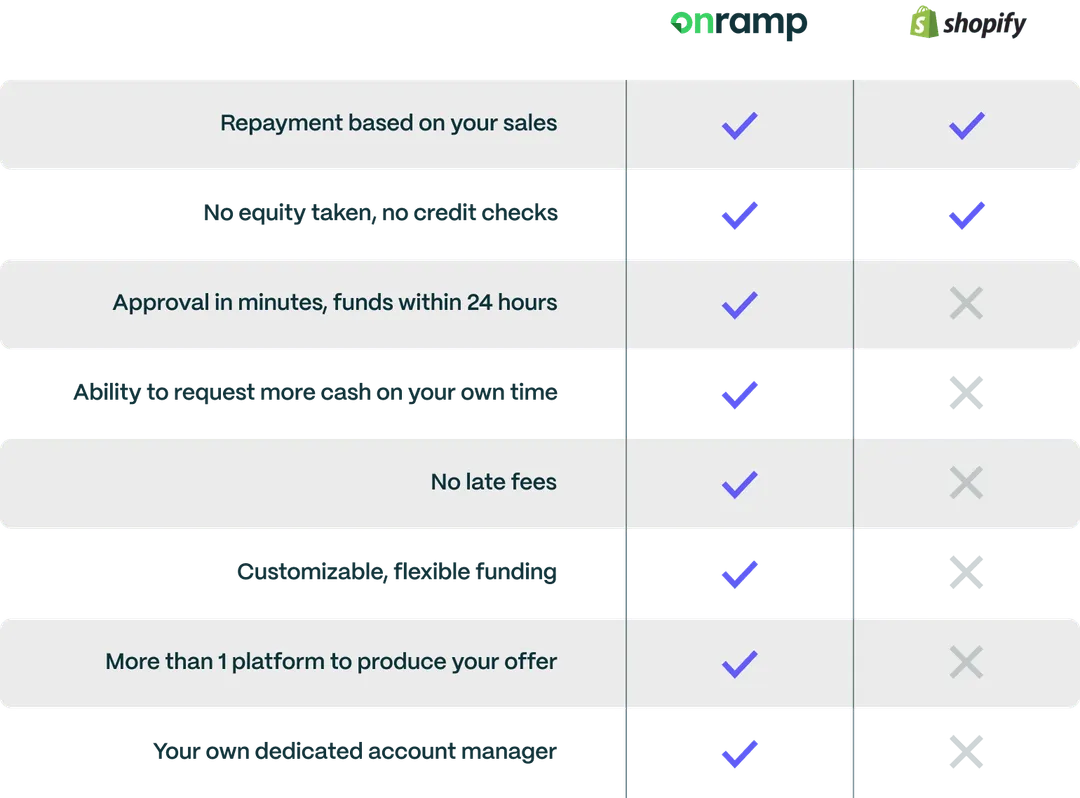 onramp
shopify
Repayment based on your sales
No equity taken, no credit checks
Approval in minutes, funds within 24 hours
Ability to request more cash on your own time
No late fees
Customizable, flexible funding
More than 1 platform to produce your offer
Your own dedicated account manager